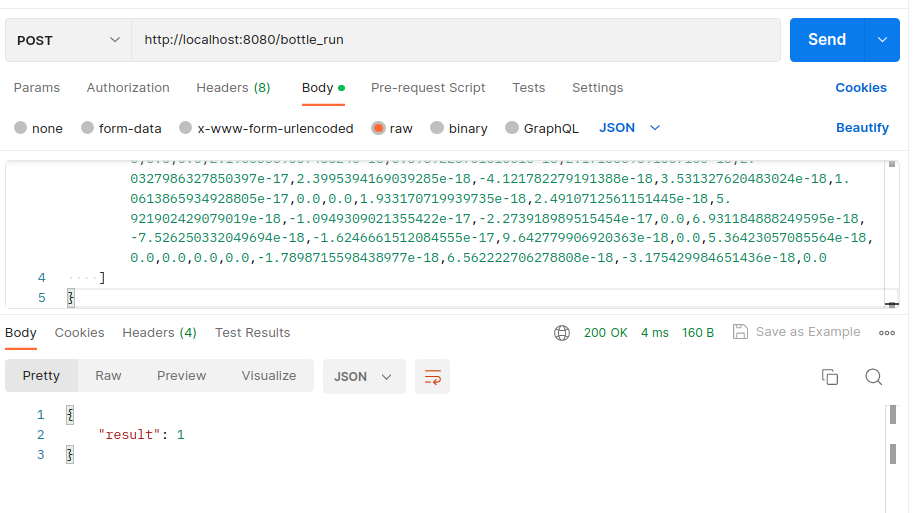 POST http://localhost:8080/bottle_run Send
Params Authorization Headers (8) Body Pre-request Script Tests Settings Cookies
none form-data x-www-form-urlencoded raw binary GraphQL JSON Beautify
0327986327850397e-17,2.3995394169039285e-18,-4.121782279191388e-18,3.531327620483024e-18,1.
0613865934928805e-17,0.0,0.0,1.933170719939735e-18,2.4910712561151445e-18,5.
921902429079019e-18,-1.0949309021355422e-17,-2.273918989515454e-17,0.0,6.931184888249595e-18,
-7.526250332049694e-18,-1.6246661512084555e-17,9.642779906920363e-18,0.0,5.36423057085564e-18,
0.0,0.0,0.0,0.0,-1.7898715598438977e-18,6.562222706278808e-18,-3.175429984651436e-18,0.0
4 ]
5 }
Body Cookies Headers (4) Test Results 200 OK 4 ms 160 B Save as Example
Pretty Raw Preview Visualize JSON
1 {
2 "result": 1
3 }